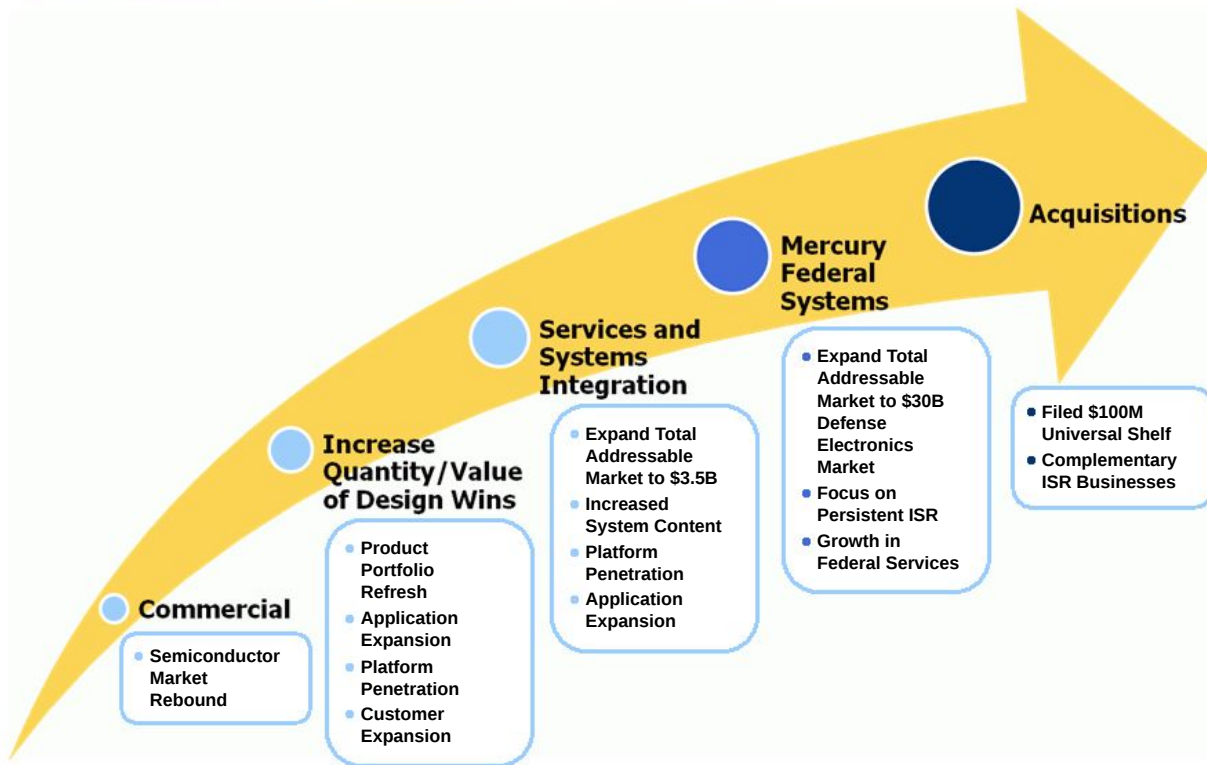 Commercial
Semiconductor
Market
Rebound
Increase
Quantity/Value
of Design Wins
Product
Portfolio
Refresh
Application
Expansion
Platform
Penetration
Customer
Expansion
Services and
Systems
Integration
Expand Total
Addressable
Market to $3.5B
Increased
System Content
Platform
Penetration
Application
Expansion
Mercury
Federal
Systems
Expand Total
Addressable
Market to $30B
Defense
Electronics
Market
Focus on
Persistent ISR
Growth in
Federal Services
Acquisitions
Filed $100M
Universal Shelf
Complementary
ISR Businesses